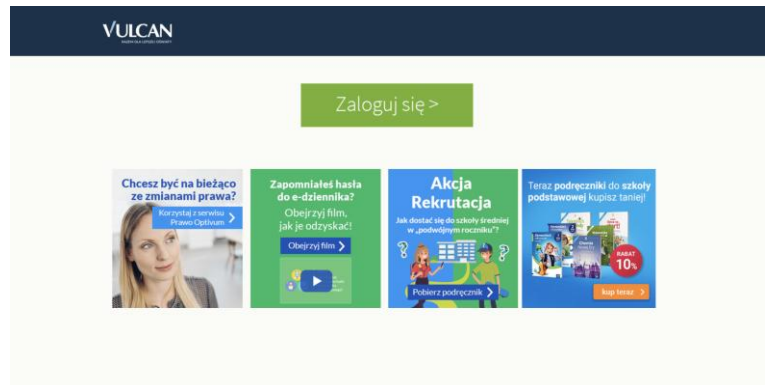 VULCAN
Zaloguj się >
Chcesz być na bieżąco
ze zmianami prawa?
Korzystaj z serwisu
Prawo Optivum
Zapomniałeś hasła
do e-dziennika?
Obejrzyj film,
jak je odzyskać!
Obejrzyj film
Akcja
Rekrutacja
Jak dostać się do szkoły średniej
w „podwójnym roczniku"?
Pobierz podręcznik
Teraz podręczniki do szkoły
podstawowej kupisz taniej!
RABAT
10%
kup teraz